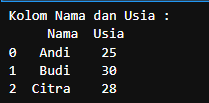 Kolom Nama dan Usia :
    Nama  Usia
0   Andi    25
1   Budi    30
2  Citra    28